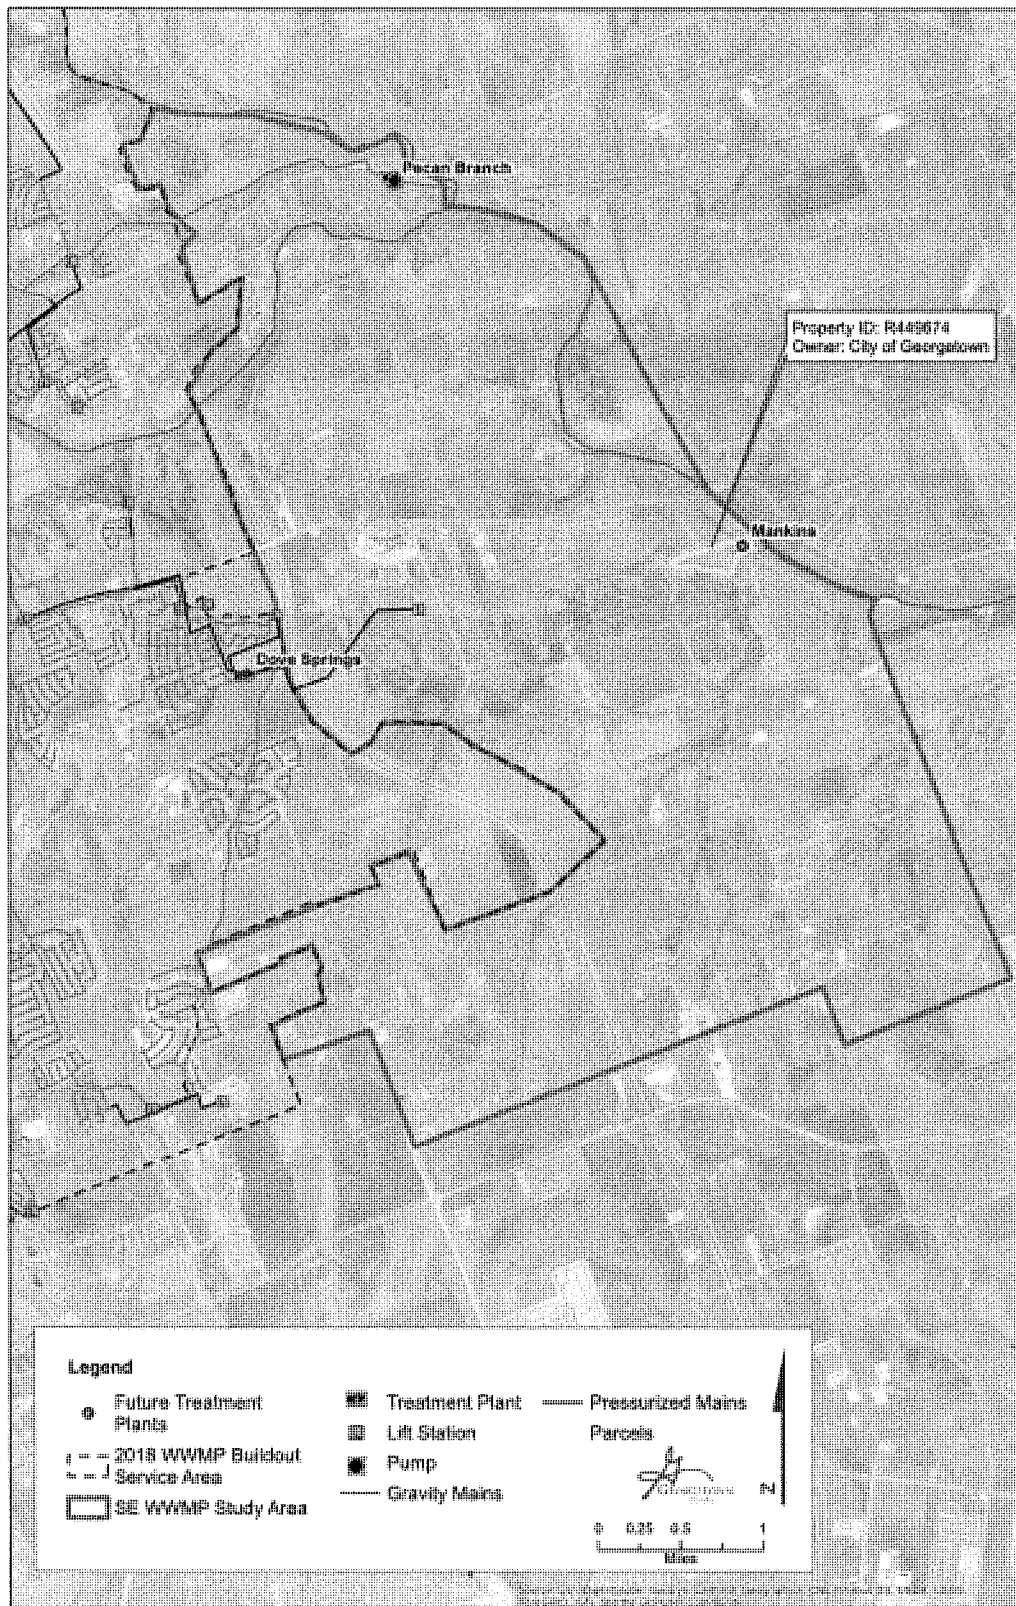 Pecan Branch
Property ID: R449674
Owner: City of Georgetown
Mankins
Dove Springs
Legend
Future Treatment
Plants
2018 WWMP Buildout
Service Area
SE WWMP Study Area
Treatment Plant
Lift Station
Pump
Gravity Mains
Pressurized Mains
Parcels
N
0 0.25 0.5 1
Miles